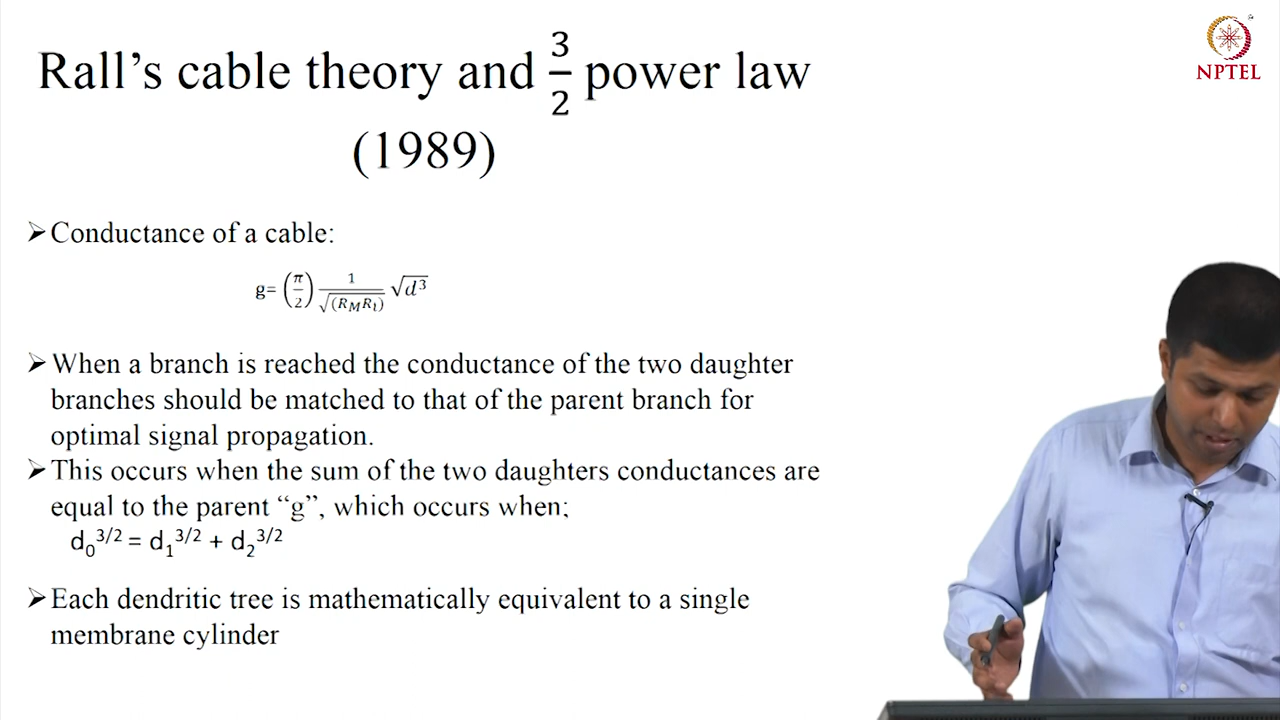 Rall's cable theory and 3/2 power law
(1989)
NPTEL
➤Conductance of a cable:
g= (π/2) 1/√(R_M R_i) √d³
➤When a branch is reached the conductance of the two daughter
branches should be matched to that of the parent branch for
optimal signal propagation.
➤This occurs when the sum of the two daughters conductances are
equal to the parent “g”, which occurs when;
d₀^3/2 = d₁^3/2 + d₂^3/2
➤Each dendritic tree is mathematically equivalent to a single
membrane cylinder